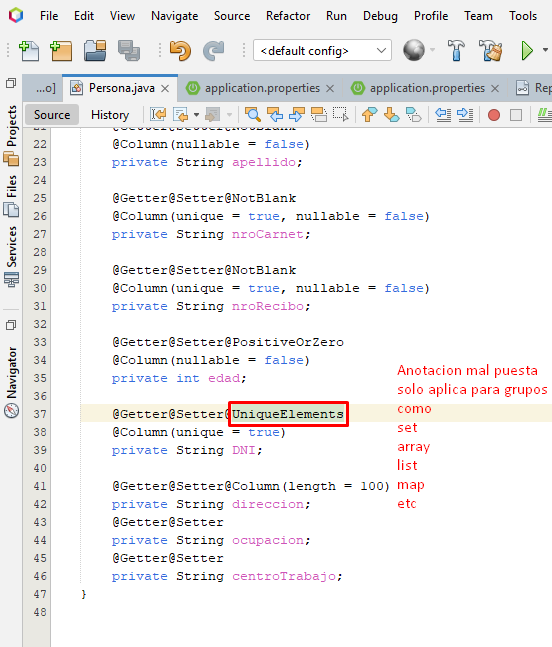 File Edit View Navigate Source Refactor Run Debug Profile Team Tools
<default config>
...o] Persona.java application.properties application.properties Rep
Source History
Projects
Files
Services
Navigator
21 @Getter@Setter@NotBlank
22 @Column(nullable = false)
23 private String apellido;
24
25 @Getter@Setter@NotBlank
26 @Column(unique = true, nullable = false)
27 private String nroCarnet;
28
29 @Getter@Setter@NotBlank
30 @Column(unique = true, nullable = false)
31 private String nroRecibo;
32
33 @Getter@Setter@PositiveOrZero
34 @Column(nullable = false)
35 private int edad;
36
37 @Getter@Setter@UniqueElements
38 @Column(unique = true)
39 private String DNI;
40
41 @Getter@Setter@Column(length = 100)
42 private String direccion;
43 @Getter@Setter
44 private String ocupacion;
45 @Getter@Setter
46 private String centroTrabajo;
47 }
48
Anotacion mal puesta
solo aplica para grupos
como
set
array
list
map
etc